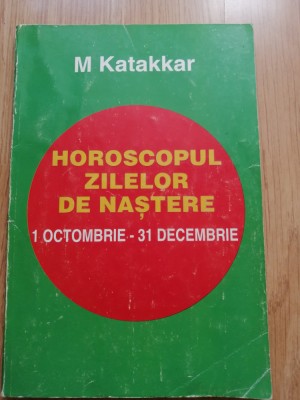 M Katakkar
HOROSCOPUL
ZILELOR
DE NAȘTERE
1 OCTOMBRIE - 31 DECEMBRIE